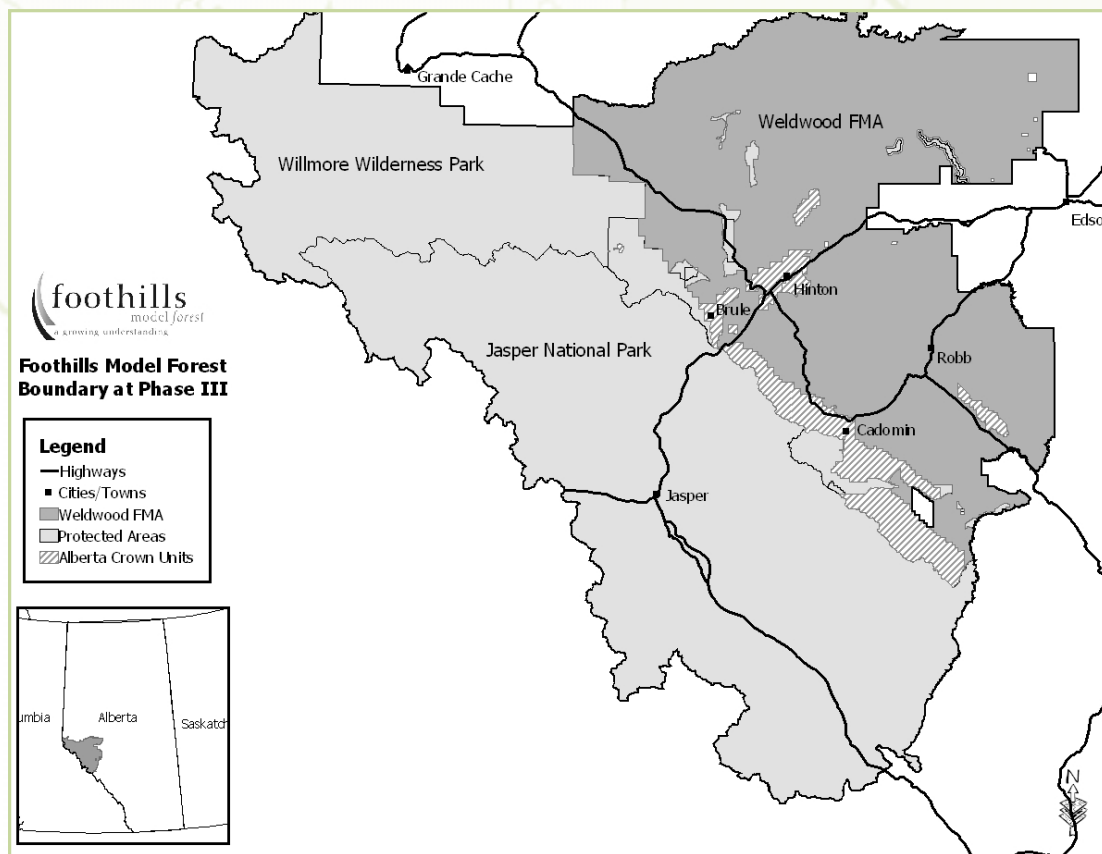 Grande Cache
Weldwood FMA
Willmore Wilderness Park
Edso
foothills
model forest
a growing understanding
Hinton
Brule
Jasper National Park
Robb
Foothills Model Forest
Boundary at Phase III
Cadomin
Legend
Highways
Cities/Towns
Weldwood FMA
Protected Areas
Alberta Crown Units
Jasper
umbia
Alberta
Saskatch
N